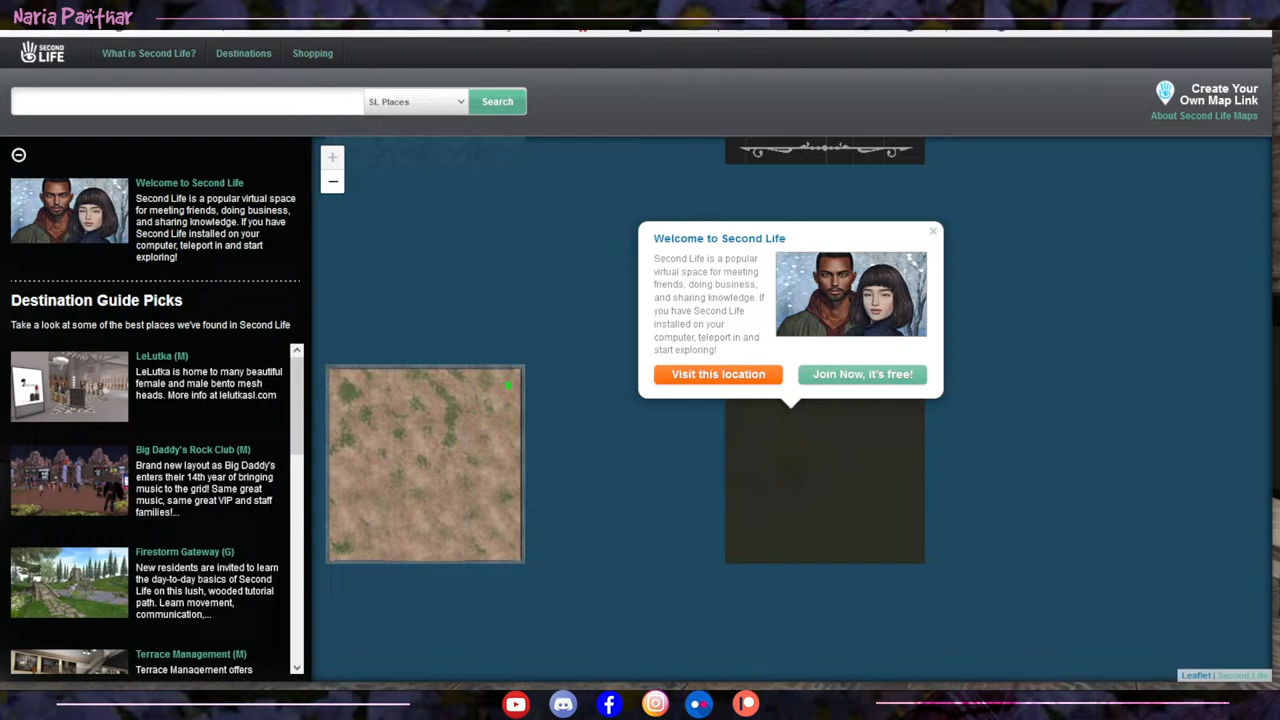 Naria Panthar
SECOND
LIFE
What is Second Life?
Destinations
Shopping
SL Places
Search
Create Your
Own Map Link
About Second Life Maps
Welcome to Second Life
Second Life is a popular
virtual space for meeting
friends, doing business,
and sharing knowledge. If
you have Second Life
installed on your
computer, teleport in and
start exploring!
Visit this location
Join Now, it's free!
Welcome to Second Life
Second Life is a popular virtual space
for meeting friends, doing business,
and sharing knowledge. If you have
Second Life installed on your
computer, teleport in and start
exploring!
Destination Guide Picks
Take a look at some of the best places we've found in Second Life
LeLutka (M)
LeLutka is home to many beautiful
female and male bento mesh
heads. More info at lelutkasl.com
Big Daddy's Rock Club (M)
Brand new layout as Big Daddy's
enters their 14th year of bringing
music to the grid! Same great
music, same great VIP and staff
families!...
Firestorm Gateway (G)
New residents are invited to learn
the day-to-day basics of Second
Life on this lush, wooded tutorial
path. Learn movement,
communication,...
Terrace Management (M)
Terrace Management offers
Leaflet | Second Life